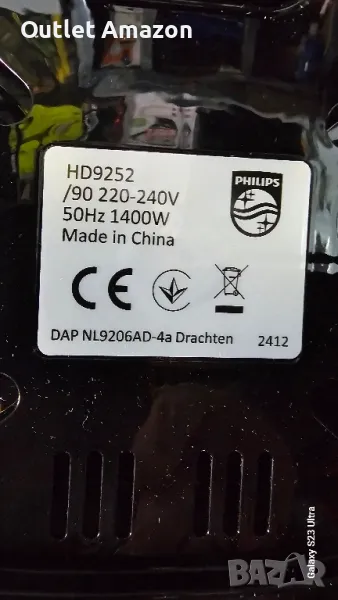 Outlet Amazon
HD9252
/90 220-240V
50Hz 1400W
Made in China
PHILIPS
CE
DAP NL9206AD-4a Drachten 2412
Galaxy S23 Ultra
BAZAR